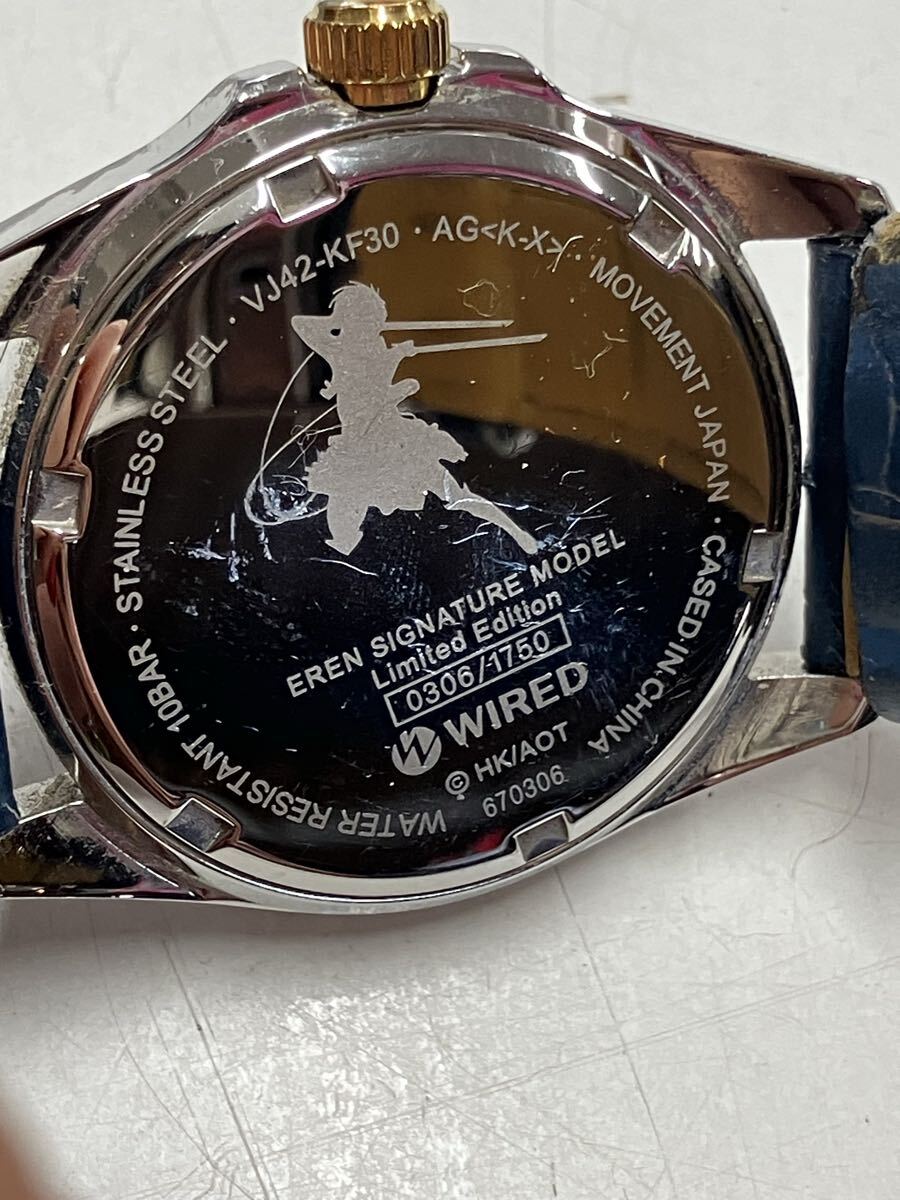 WATER RESISTANT 10BAR · STAINLESS STEEL · VJ42-KF30 · AG<K-X> · MOVEMENT JAPAN · CASED-IN-CHINA
EREN SIGNATURE MODEL
Limited Edition
0306/1750
W WIRED
© HK/AOT
670306